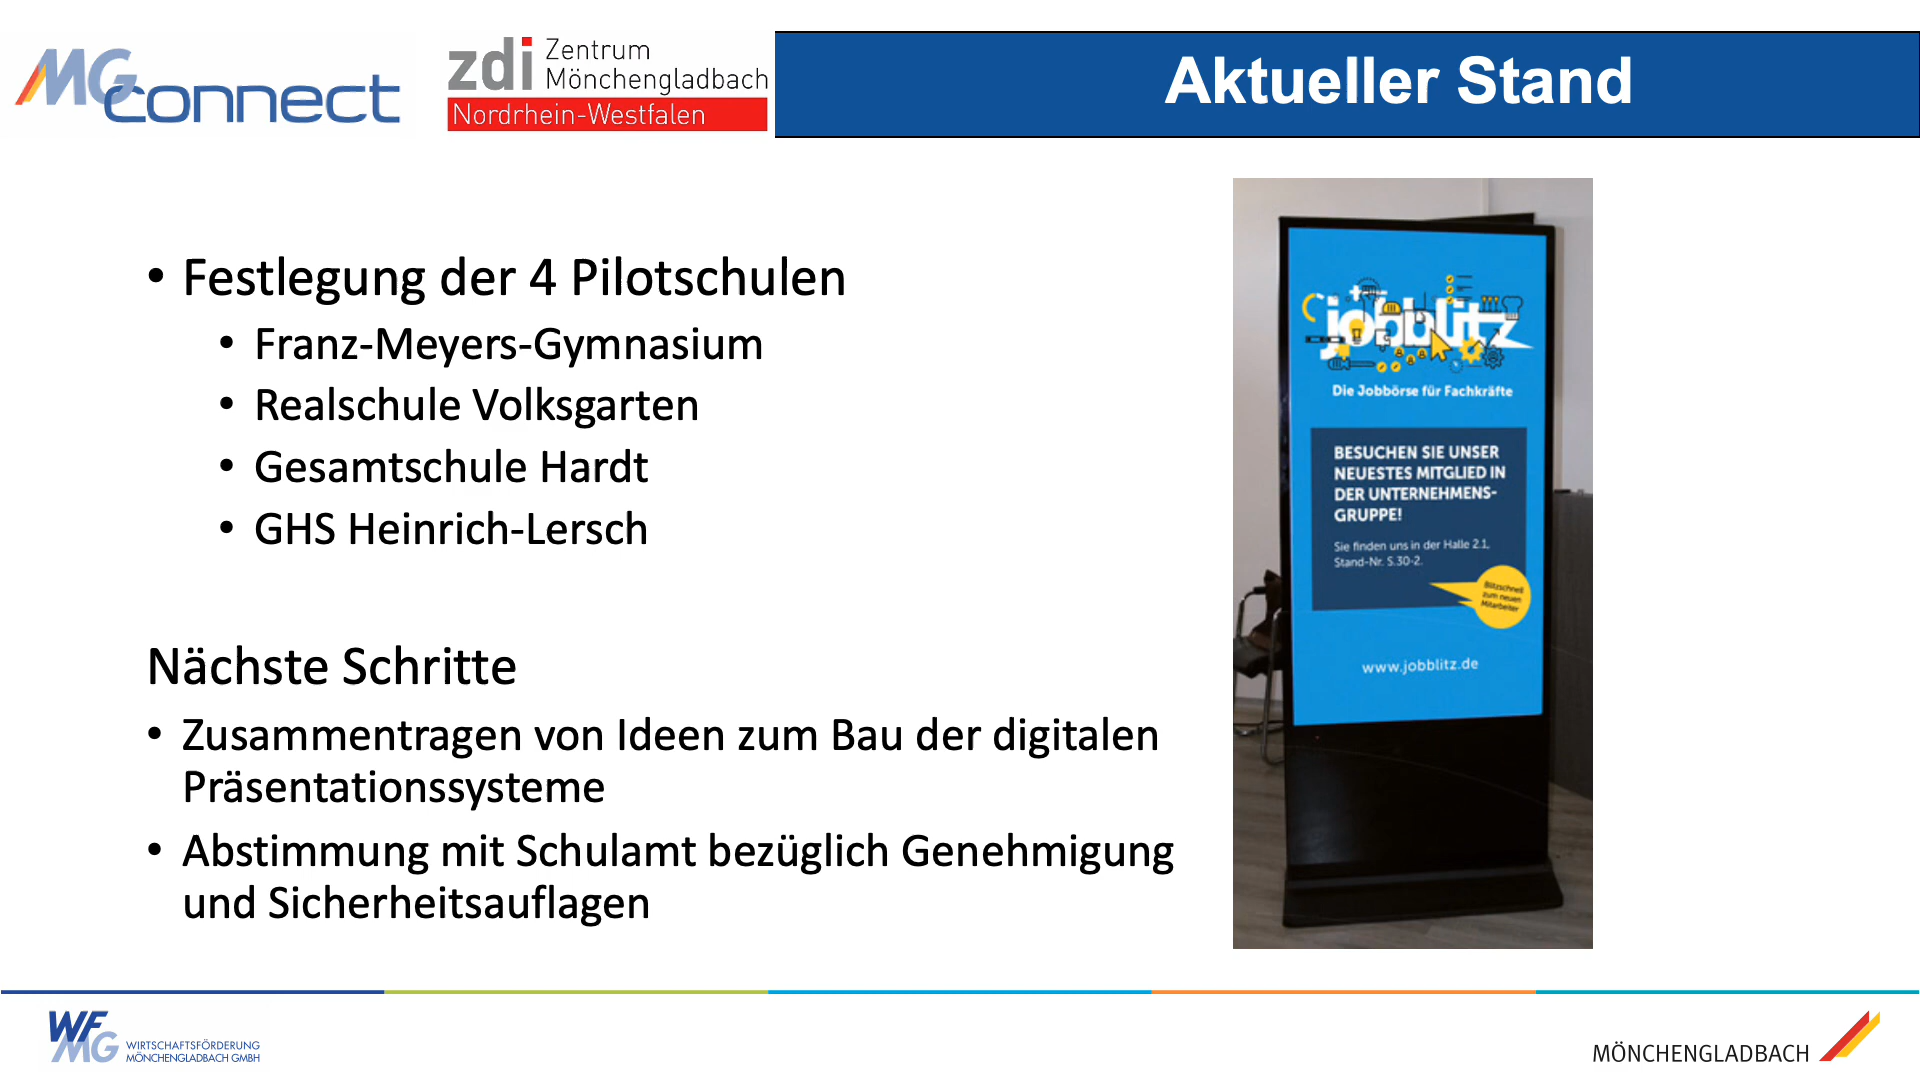 MG connect
zdi Zentrum
Mönchengladbach
Nordrhein-Westfalen
Aktueller Stand
• Festlegung der 4 Pilotschulen
• Franz-Meyers-Gymnasium
• Realschule Volksgarten
• Gesamtschule Hardt
• GHS Heinrich-Lersch
Nächste Schritte
• Zusammentragen von Ideen zum Bau der digitalen
Präsentationssysteme
• Abstimmung mit Schulamt bezüglich Genehmigung
und Sicherheitsauflagen
jobblitz
Die Jobbörse für Fachkräfte
BESUCHEN SIE UNSER
NEUESTES MITGLIED IN
DER UNTERNEHMENS-
GRUPPE!
Sie finden uns in der Halle 2.1,
Stand-Nr. S.30-2.
Blitzschnell
zum neuen
Mitarbeiter
www.jobblitz.de
WFMG WIRTSCHAFTSFÖRDERUNG
MÖNCHENGLADBACH GMBH
MÖNCHENGLADBACH